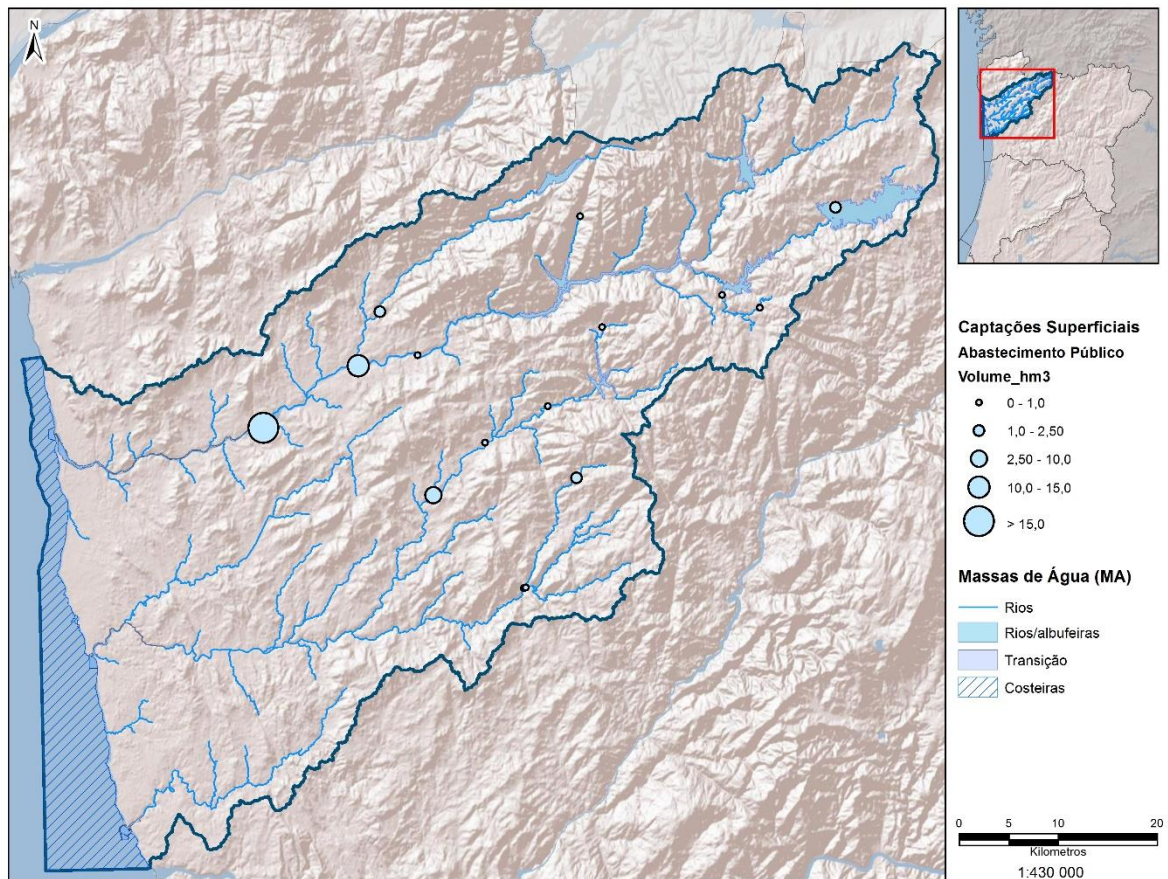 N
Captações Superficiais
Abastecimento Público
Volume_hm3
0 - 1,0
1,0 - 2,50
2,50 - 10,0
10,0 - 15,0
> 15,0
Massas de Água (MA)
Rios
Rios/albufeiras
Transição
Costeiras
0 5 10 20
Kilometros
1:430 000